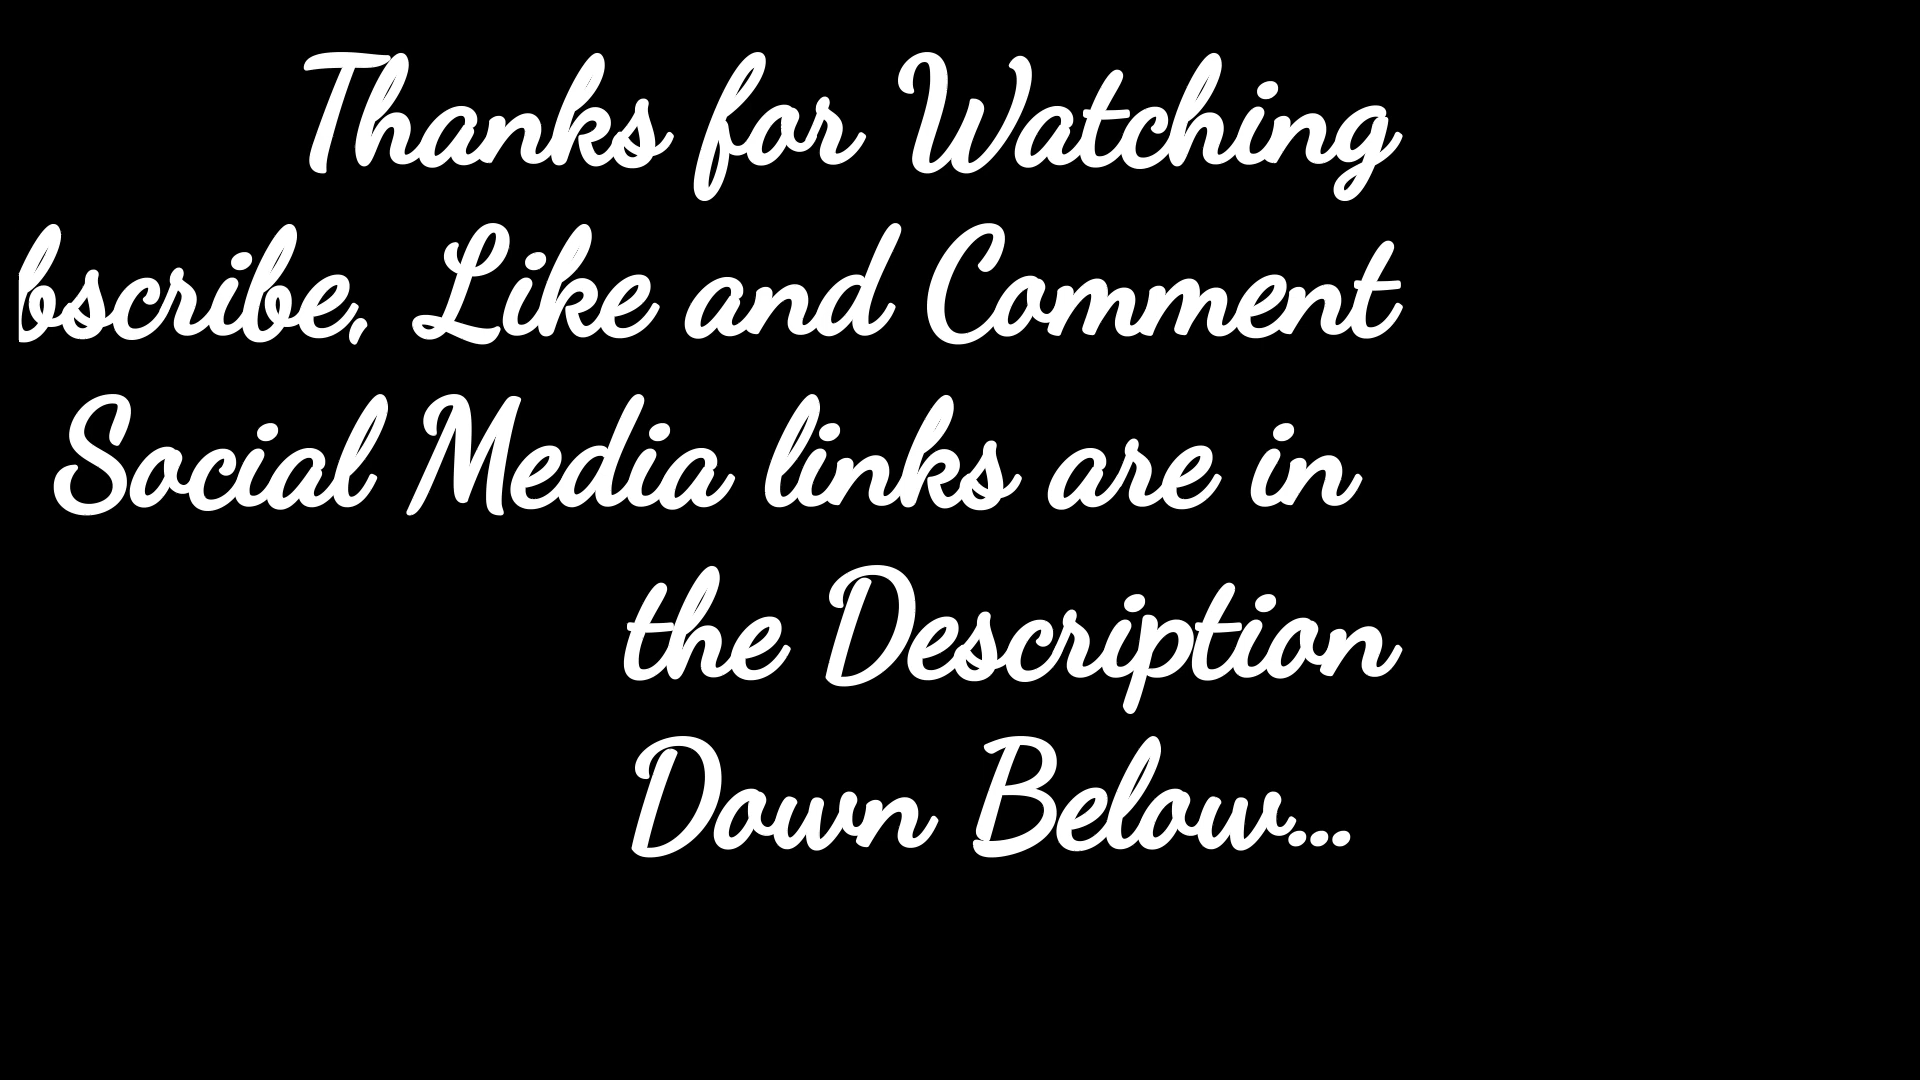 Thanks for Watching
bscribe, Like and Comment
Social Media links are in
the Description
Down Below...